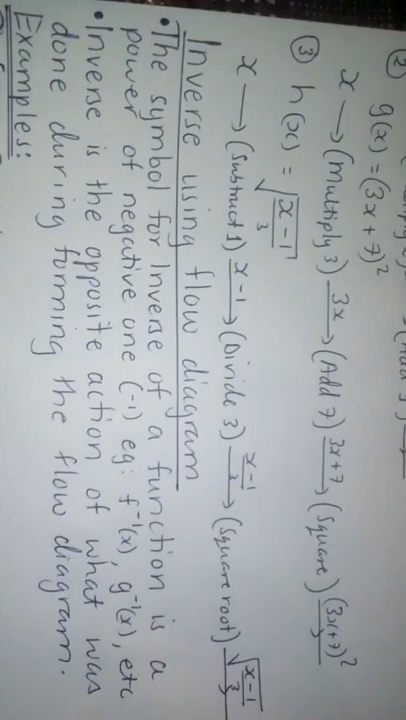 ②
g(x) = (3x + 7)²
x → (Multiply 3) 3x → (Add 7) 3x+7 → (Square) (3x+7)² →
③ h(x) = √((x - 1)/3)
x → (Subtract 1) x-1 → (Divide 3) (x-1)/3 → (Square root) √((x-1)/3)
Inverse using flow diagram
• The symbol for inverse of a function is a
power of negative one (-1) eg: f⁻¹(x), g⁻¹(x), etc
• Inverse is the opposite action of what was
done during forming the flow diagram.
Examples: